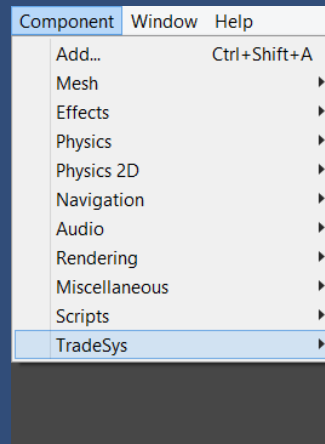 Component Window Help
Add... Ctrl+Shift+A
Mesh
Effects
Physics
Physics 2D
Navigation
Audio
Rendering
Miscellaneous
Scripts
TradeSys